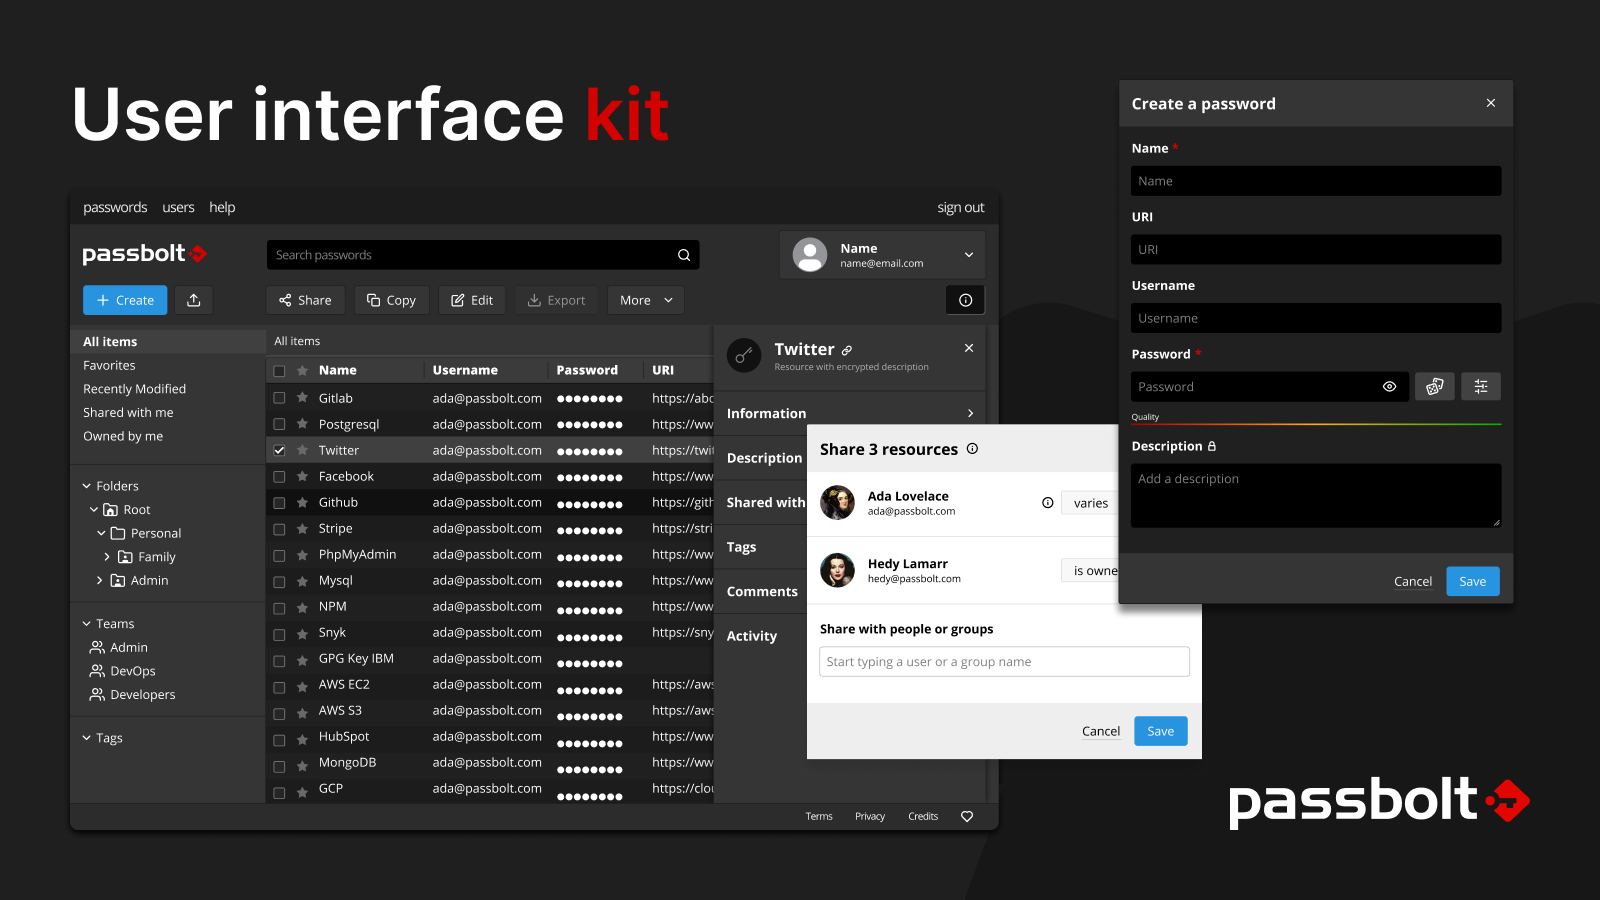 User interface kit
passwords users help sign out
passbolt
Search passwords
Name
name@email.com
Create
Share
Copy
Edit
Export
More
All items
Favorites
Recently Modified
Shared with me
Owned by me
Folders
Root
Personal
Family
Admin
Teams
Admin
DevOps
Developers
Tags
All items
Name Username Password URI
Gitlab ada@passbolt.com ●●●●●●●● https://abc
Postgresql ada@passbolt.com ●●●●●●●● https://ww
Twitter ada@passbolt.com ●●●●●●●● https://twit
Facebook ada@passbolt.com ●●●●●●●● https://ww
Github ada@passbolt.com ●●●●●●●● https://gith
Stripe ada@passbolt.com ●●●●●●●● https://stri
PhpMyAdmin ada@passbolt.com ●●●●●●●● https://ww
Mysql ada@passbolt.com ●●●●●●●● https://ww
NPM ada@passbolt.com ●●●●●●●● https://ww
Snyk ada@passbolt.com ●●●●●●●● https://sny
GPG Key IBM ada@passbolt.com ●●●●●●●●
AWS EC2 ada@passbolt.com ●●●●●●●● https://aws
AWS S3 ada@passbolt.com ●●●●●●●● https://aws
HubSpot ada@passbolt.com ●●●●●●●● https://ww
MongoDB ada@passbolt.com ●●●●●●●● https://ww
GCP ada@passbolt.com ●●●●●●●● https://clou
Twitter
Resource with encrypted description
Information
Description
Shared with
Tags
Comments
Activity
Terms Privacy Credits
Share 3 resources
Ada Lovelace
ada@passbolt.com
varies
Hedy Lamarr
hedy@passbolt.com
is owne
Share with people or groups
Start typing a user or a group name
Cancel Save
Create a password
Name *
Name
URI
URI
Username
Username
Password *
Password
Quality
Description
Add a description
Cancel Save
passbolt